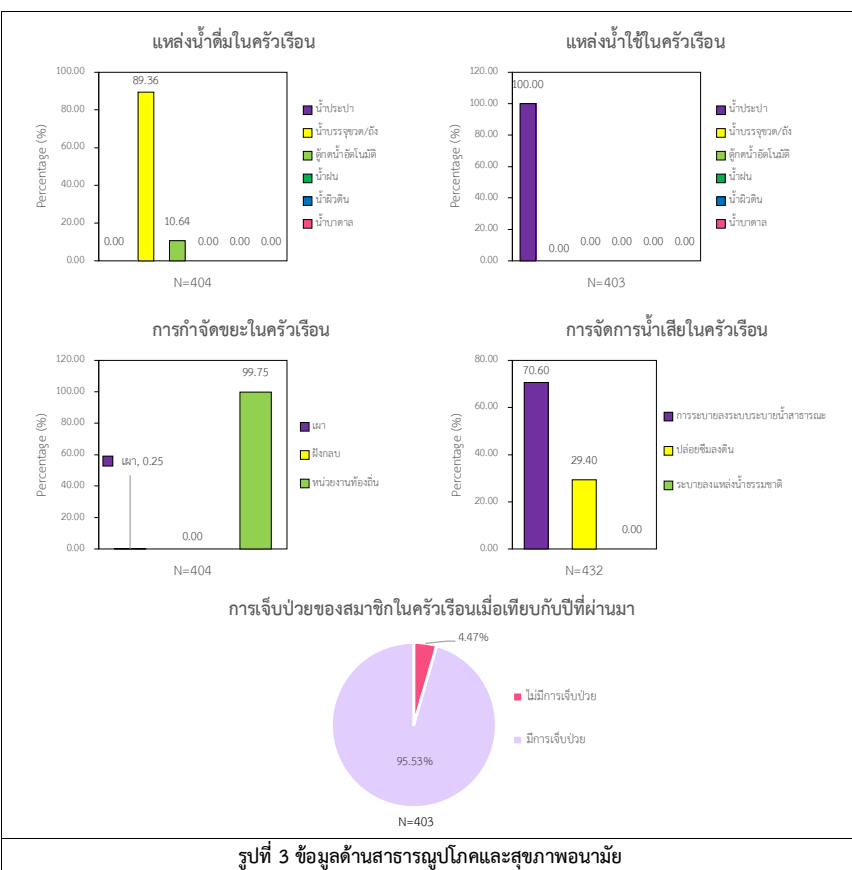 แหล่งน้ำดื่มในครัวเรือน
Percentage (%)
100.00
80.00
60.00
40.00
20.00
0.00
0.00
89.36
10.64
0.00
0.00
0.00
N=404
น้ำประปา
น้ำบรรจุขวด/ถัง
ตู้กดน้ำอัตโนมัติ
น้ำฝน
น้ำผิวดิน
น้ำบาดาล
แหล่งน้ำใช้ในครัวเรือน
Percentage (%)
120.00
100.00
80.00
60.00
40.00
20.00
0.00
100.00
0.00
0.00
0.00
0.00
0.00
N=403
น้ำประปา
น้ำบรรจุขวด/ถัง
ตู้กดน้ำอัตโนมัติ
น้ำฝน
น้ำผิวดิน
น้ำบาดาล
การกำจัดขยะในครัวเรือน
Percentage (%)
120.00
100.00
80.00
60.00
40.00
20.00
0.00
เผา, 0.25
0.00
99.75
N=404
เผา
ฝังกลบ
หน่วยงานท้องถิ่น
การจัดการน้ำเสียในครัวเรือน
Percentage (%)
80.00
60.00
40.00
20.00
0.00
70.60
29.40
0.00
N=432
การระบายลงระบบระบายน้ำสาธารณะ
ปล่อยซึมลงดิน
ระบายลงแหล่งน้ำธรรมชาติ
การเจ็บป่วยของสมาชิกในครัวเรือนเมื่อเทียบกับปีที่ผ่านมา
4.47%
95.53%
ไม่มีการเจ็บป่วย
มีการเจ็บป่วย
N=403
รูปที่ 3 ข้อมูลด้านสาธารณูปโภคและสุขภาพอนามัย